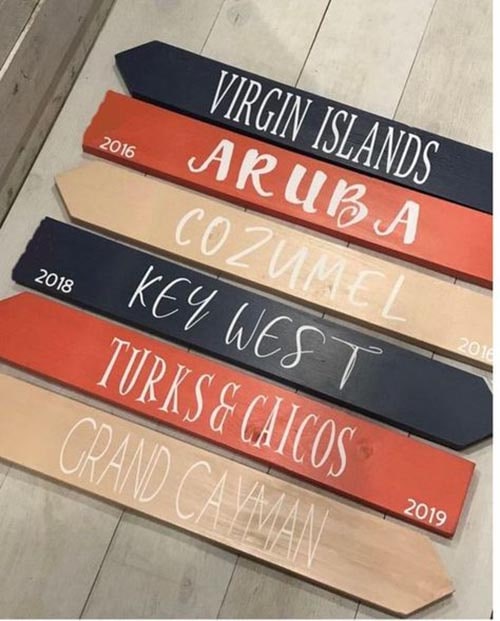 VIRGIN ISLANDS
2016 ARUBA
COZUMEL 2016
2018 KEY WEST
TURKS & CAICOS 2019
GRAND CAYMAN